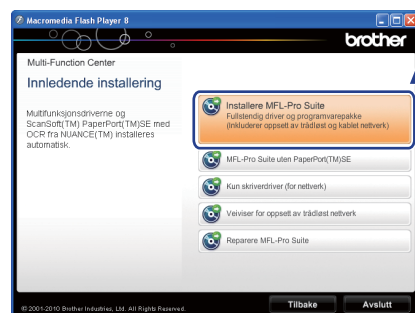 Macromedia Flash Player 8
brother
Multi-Function Center
Innledende installering
Multifunksjonsdriverne og
ScanSoft(TM) PaperPort(TM)SE med
OCR fra NUANCE(TM) installeres
automatisk.
Installere MFL-Pro Suite
Fullstendig driver og programvarepakke
(Inkluderer oppsett av trådløst og kablet nettverk)
MFL-Pro Suite uten PaperPort(TM)SE
Kun skriverdriver (for nettverk)
Veiviser for oppsett av trådløst nettverk
Reparere MFL-Pro Suite
© 2001-2010 Brother Industries, Ltd. All Rights Reserved.
Tilbake
Avslutt